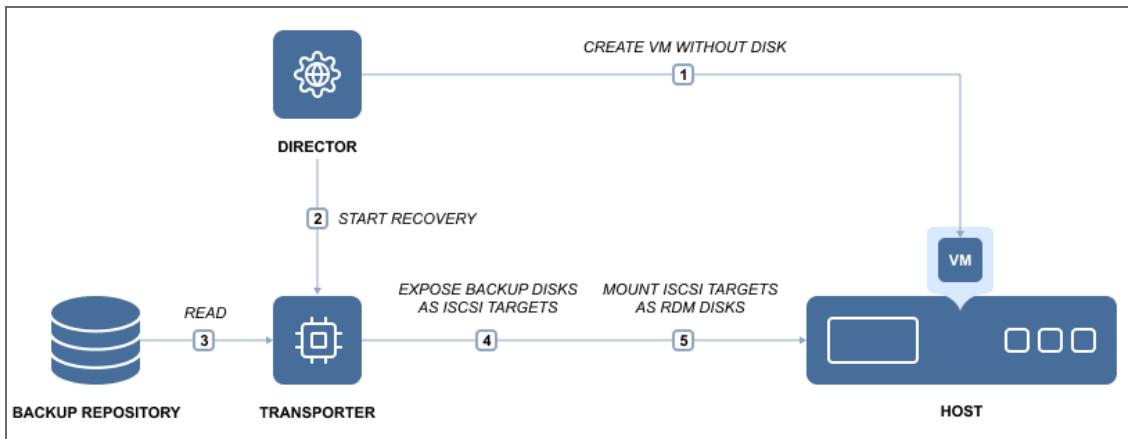 CREATE VM WITHOUT DISK
1
DIRECTOR
2 START RECOVERY
VM
EXPOSE BACKUP DISKS
AS ISCSI TARGETS
MOUNT ISCSI TARGETS
AS RDM DISKS
READ
3
4
5
BACKUP REPOSITORY
TRANSPORTER
HOST